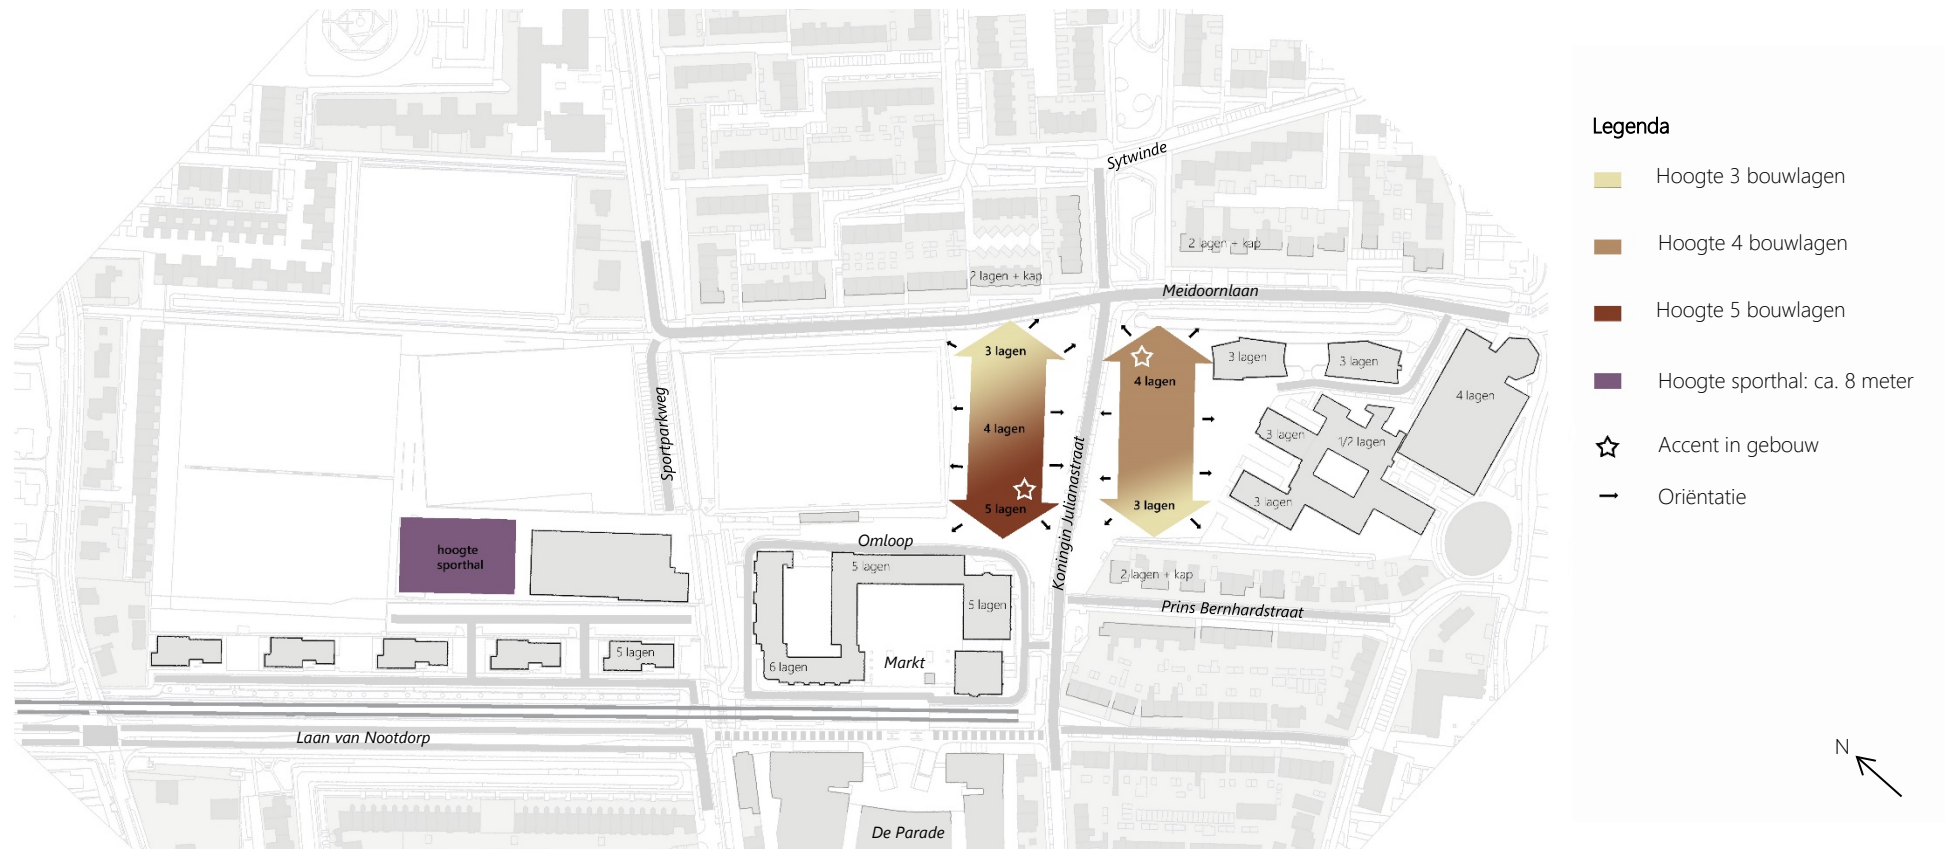 Sytwinde
2 lagen + kap
2 lagen + kap
Meidoornlaan
3 lagen
4 lagen
5 lagen
4 lagen
3 lagen
3 lagen
3 lagen
4 lagen
3 lagen
1/2 lagen
3 lagen
Sportparkweg
Koningin Julianastraat
hoogte
sporthal
Omloop
5 lagen
5 lagen
6 lagen
Markt
5 lagen
2 lagen + kap
Prins Bernhardstraat
Laan van Nootdorp
De Parade
Legenda
Hoogte 3 bouwlagen
Hoogte 4 bouwlagen
Hoogte 5 bouwlagen
Hoogte sporthal: ca. 8 meter
Accent in gebouw
Oriëntatie
N